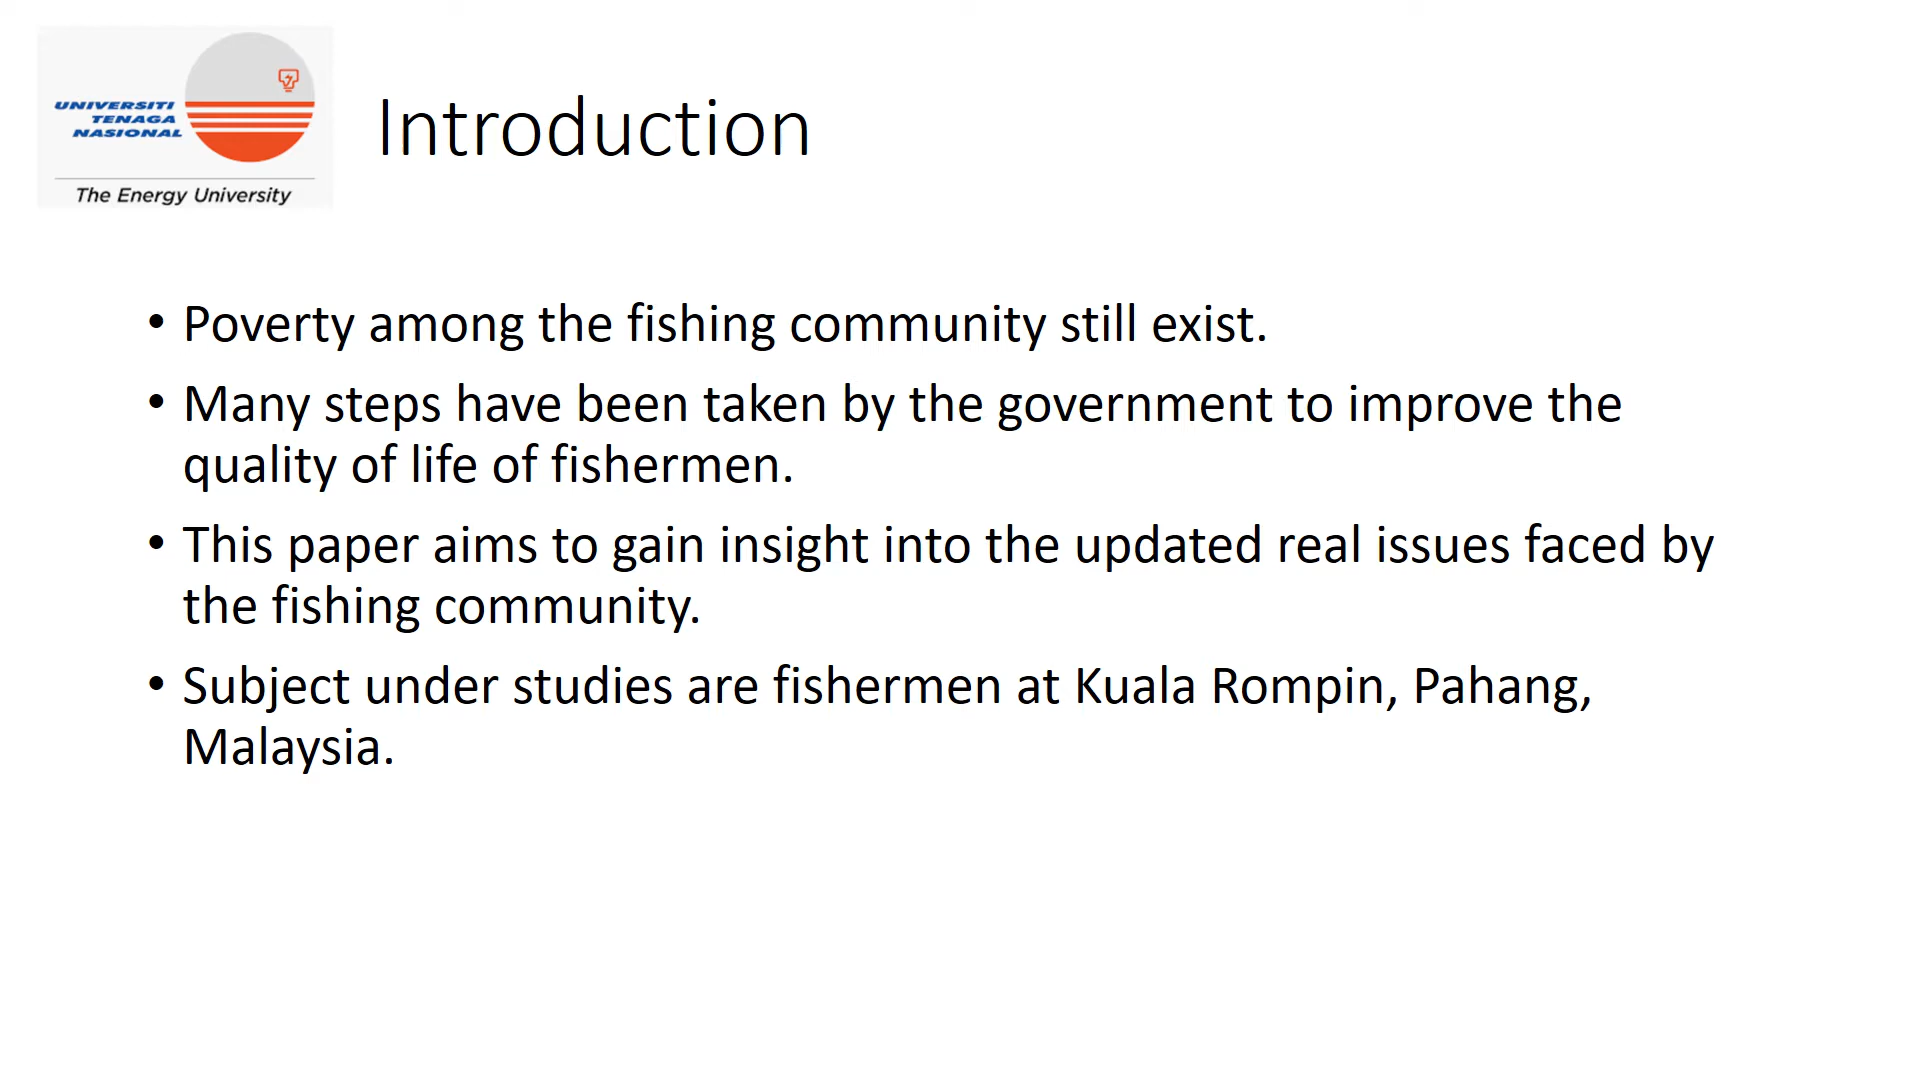 UNIVERSITI
TENAGA
NASIONAL
The Energy University
Introduction
• Poverty among the fishing community still exist.
• Many steps have been taken by the government to improve the
quality of life of fishermen.
• This paper aims to gain insight into the updated real issues faced by
the fishing community.
• Subject under studies are fishermen at Kuala Rompin, Pahang,
Malaysia.